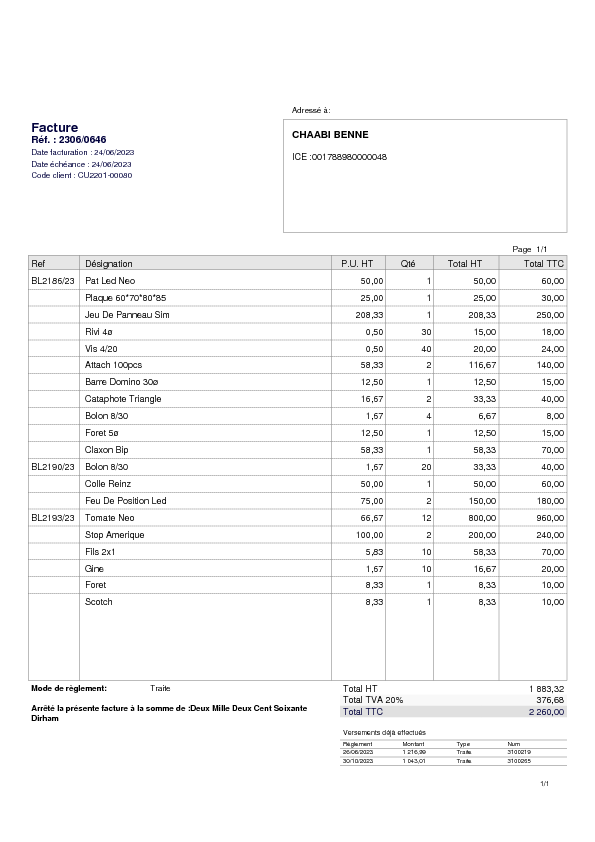 Adressé à:
Facture
Réf. : 2306/0646
Date facturation : 24/06/2023
Date échéance : 24/06/2023
Code client : CU2201-00080
CHAABI BENNE
ICE :001788980000048
Page 1/1
Ref Désignation P.U. HT Qté Total HT Total TTC
BL2186/23 Pat Led Neo 50,00 1 50,00 60,00
Plaque 60*70*80*85 25,00 1 25,00 30,00
Jeu De Panneau Sim 208,33 1 208,33 250,00
Rivi 4ø 0,50 30 15,00 18,00
Vis 4/20 0,50 40 20,00 24,00
Attach 100pcs 58,33 2 116,67 140,00
Barre Domino 30ø 12,50 1 12,50 15,00
Cataphote Triangle 16,67 2 33,33 40,00
Bolon 8/30 1,67 4 6,67 8,00
Foret 5ø 12,50 1 12,50 15,00
Claxon Bip 58,33 1 58,33 70,00
BL2190/23 Bolon 8/30 1,67 20 33,33 40,00
Colle Reinz 50,00 1 50,00 60,00
Feu De Position Led 75,00 2 150,00 180,00
BL2193/23 Tomate Neo 66,67 12 800,00 960,00
Stop Amerique 100,00 2 200,00 240,00
Fils 2x1 5,83 10 58,33 70,00
Gine 1,67 10 16,67 20,00
Foret 8,33 1 8,33 10,00
Scotch 8,33 1 8,33 10,00
Mode de règlement: Traite
Total HT 1 883,32
Total TVA 20% 376,68
Total TTC 2 260,00
Arrêté la présente facture à la somme de :Deux Mille Deux Cent Soixante
Dirham
Versements déjà effectués
Règlement Montant Type Num
26/06/2023 1 216,99 Traite 3100219
30/10/2023 1 043,01 Traite 3100265
1/1